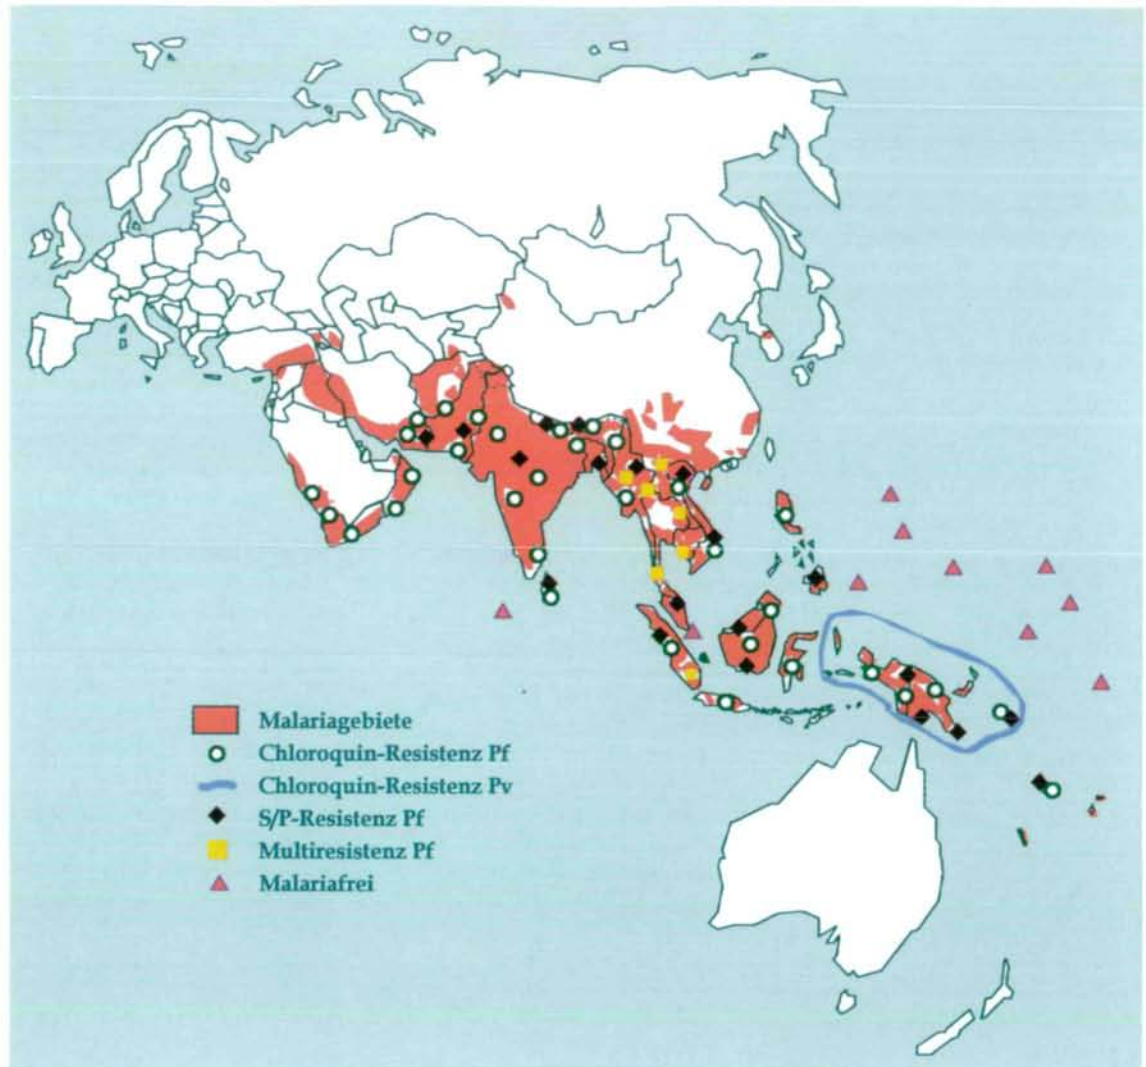 Malariagebiete
Chloroquin-Resistenz Pf
Chloroquin-Resistenz Pv
S/P-Resistenz Pf
Multiresistenz Pf
Malariafrei